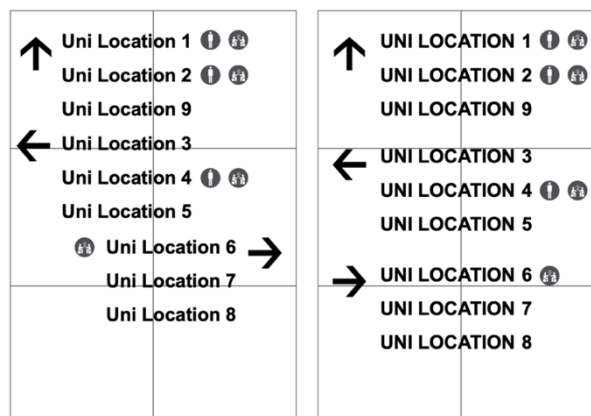 Uni Location 1
Uni Location 2
Uni Location 9
Uni Location 3
Uni Location 4
Uni Location 5
Uni Location 6
Uni Location 7
Uni Location 8
UNI LOCATION 1
UNI LOCATION 2
UNI LOCATION 9
UNI LOCATION 3
UNI LOCATION 4
UNI LOCATION 5
UNI LOCATION 6
UNI LOCATION 7
UNI LOCATION 8